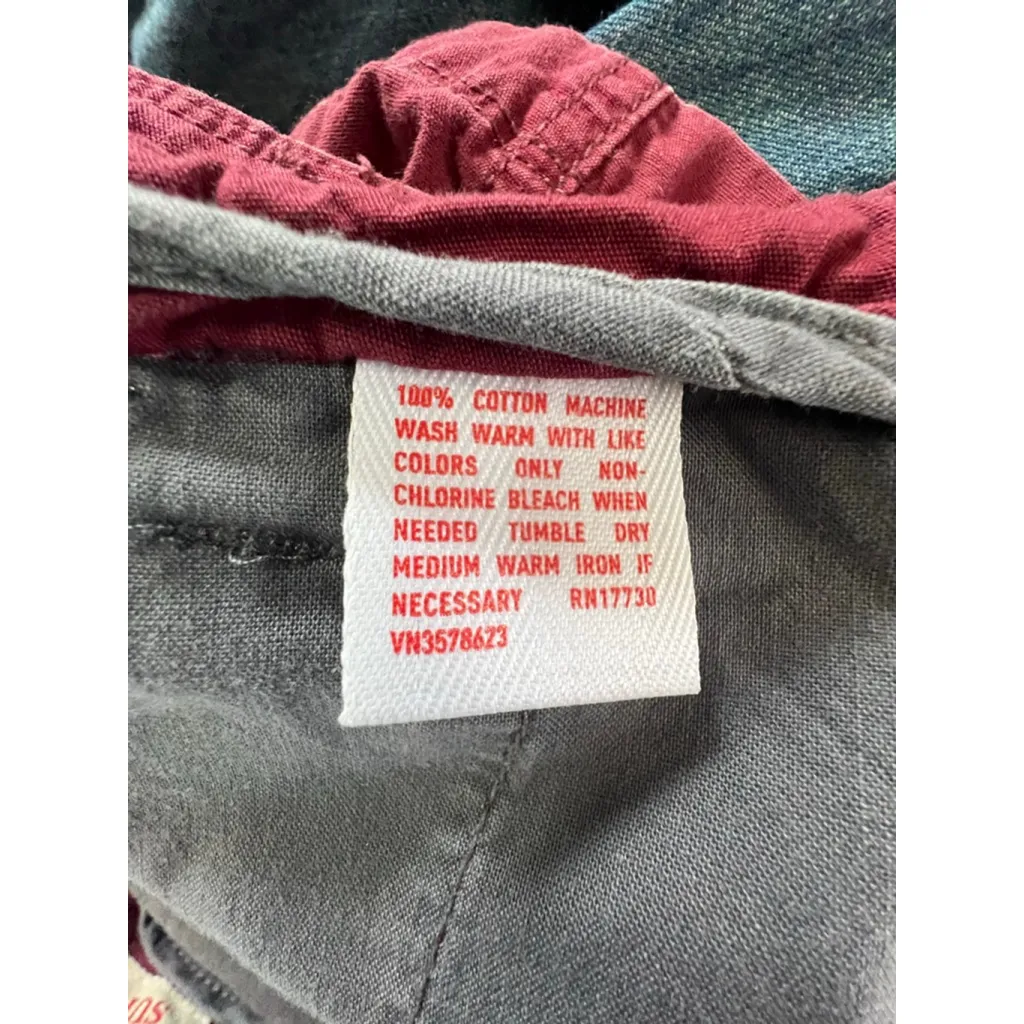 100% COTTON MACHINE
WASH WARM WITH LIKE
COLORS ONLY NON-
CHLORINE BLEACH WHEN
NEEDED TUMBLE DRY
MEDIUM WARM IRON IF
NECESSARY RN17730
VN3578623